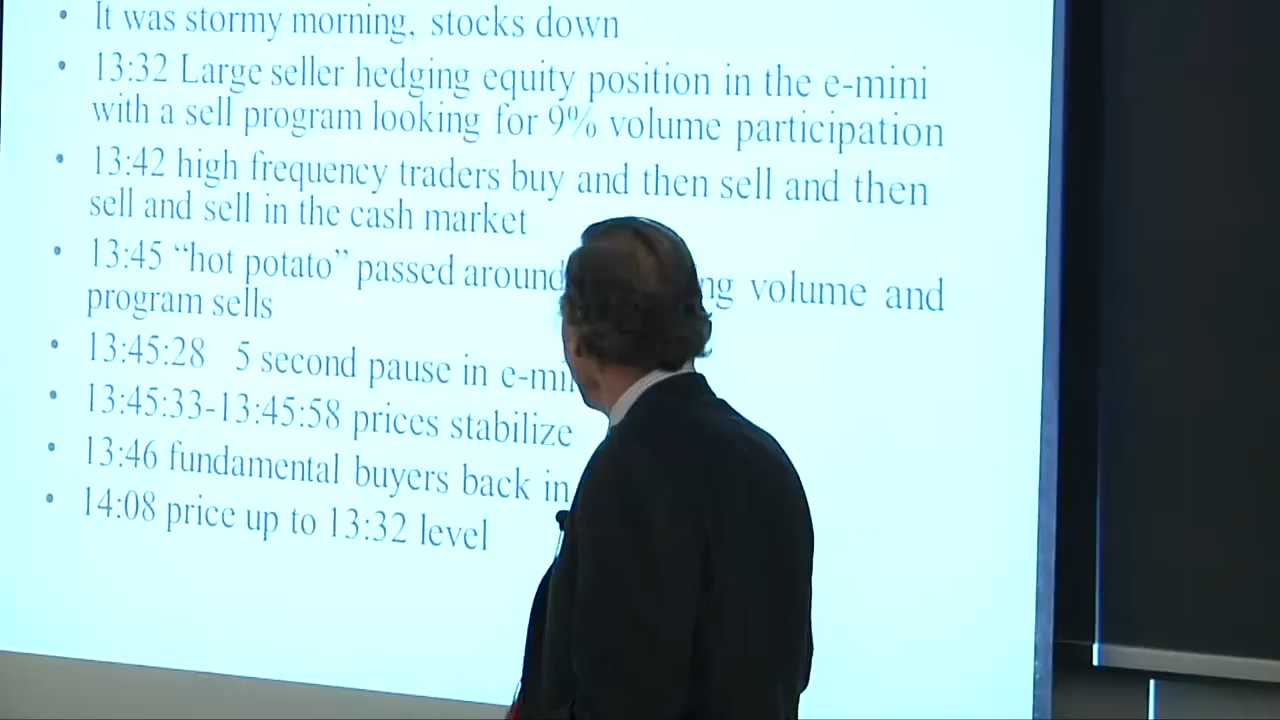 • It was stormy morning, stocks down
• 13:32 Large seller hedging equity position in the e-mini
with a sell program looking for 9% volume participation
• 13:42 high frequency traders buy and then sell and then
sell and sell in the cash market
• 13:45 “hot potato” passed around volume and
program sells
• 13:45:28 5 second pause in
• 13:45:33-13:45:58 prices stabilize
• 13:46 fundamental buyers back in
• 14:08 price up to 13:32 level